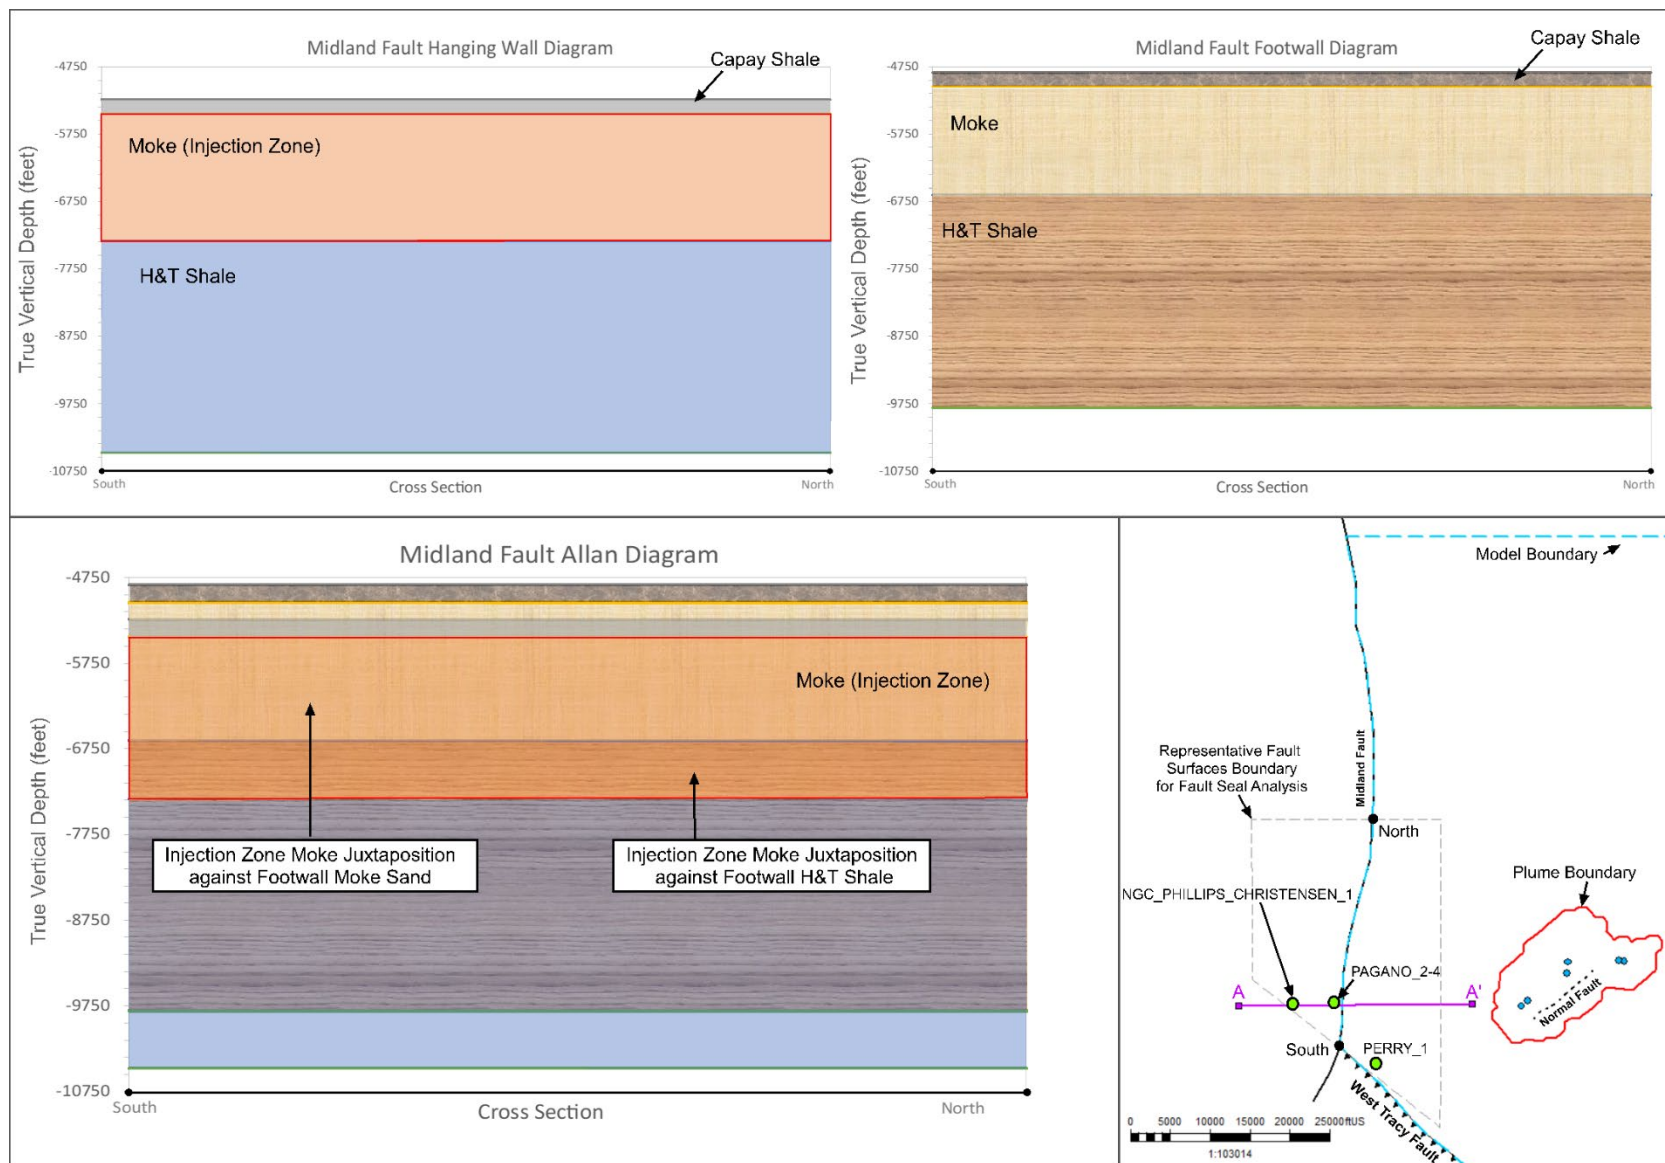 Midland Fault Hanging Wall Diagram
Capay Shale
-4750
-5750
-6750
-7750
-8750
-9750
-10750
True Vertical Depth (feet)
Moke (Injection Zone)
H&T Shale
South
Cross Section
North
Midland Fault Footwall Diagram
Capay Shale
-4750
-5750
-6750
-7750
-8750
-9750
-10750
True Vertical Depth (feet)
Moke
H&T Shale
South
Cross Section
North
Midland Fault Allan Diagram
-4750
-5750
-6750
-7750
-8750
-9750
-10750
True Vertical Depth (feet)
Moke (Injection Zone)
Injection Zone Moke Juxtaposition
against Footwall Moke Sand
Injection Zone Moke Juxtaposition
against Footwall H&T Shale
South
Cross Section
North
Model Boundary
Representative Fault
Surfaces Boundary
for Fault Seal Analysis
Midland Fault
North
Plume Boundary
NGC_PHILLIPS_CHRISTENSEN_1
PAGANO_2-4
A
A'
Normal Fault
South
PERRY_1
West Tracy Fault
0 5000 10000 15000 20000 25000ftUS
1:103014